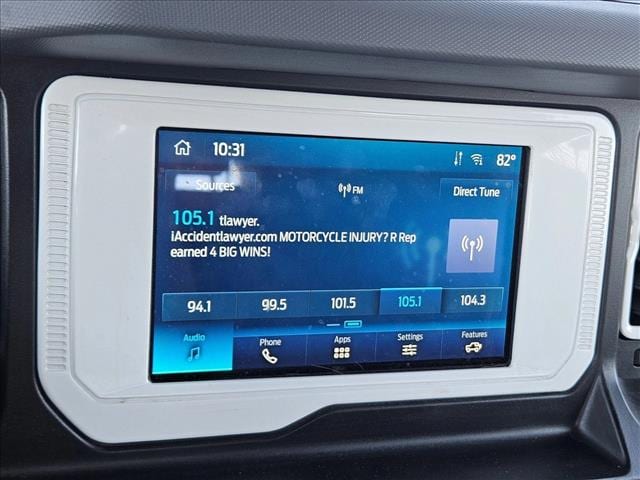 10:31
82°
Sources
FM
Direct Tune
105.1 tlawyer.
iAccidentlawyer.com MOTORCYCLE INJURY? R Rep
earned 4 BIG WINS!
94.1 99.5 101.5 105.1 104.3
Audio Phone Apps Settings Features